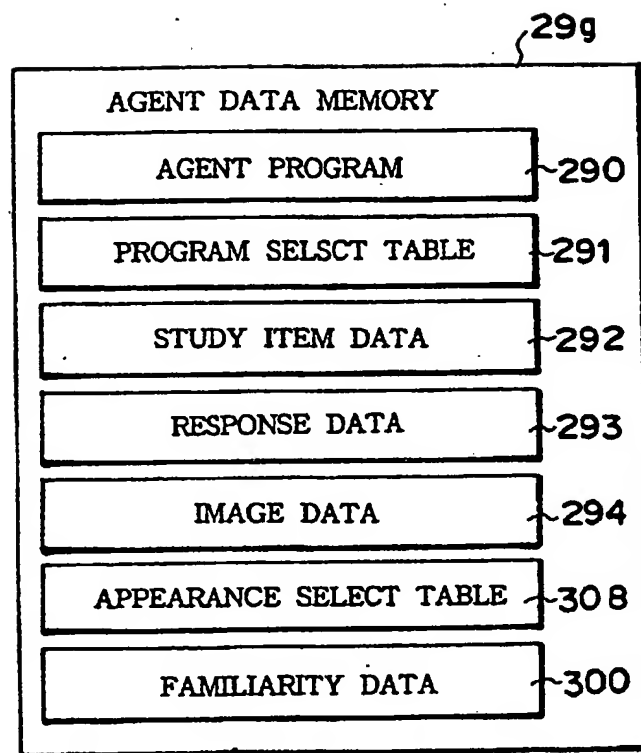 29g
AGENT DATA MEMORY
AGENT PROGRAM 290
PROGRAM SELSCT TABLE 291
STUDY ITEM DATA 292
RESPONSE DATA 293
IMAGE DATA 294
APPEARANCE SELECT TABLE 308
FAMILIARITY DATA 300